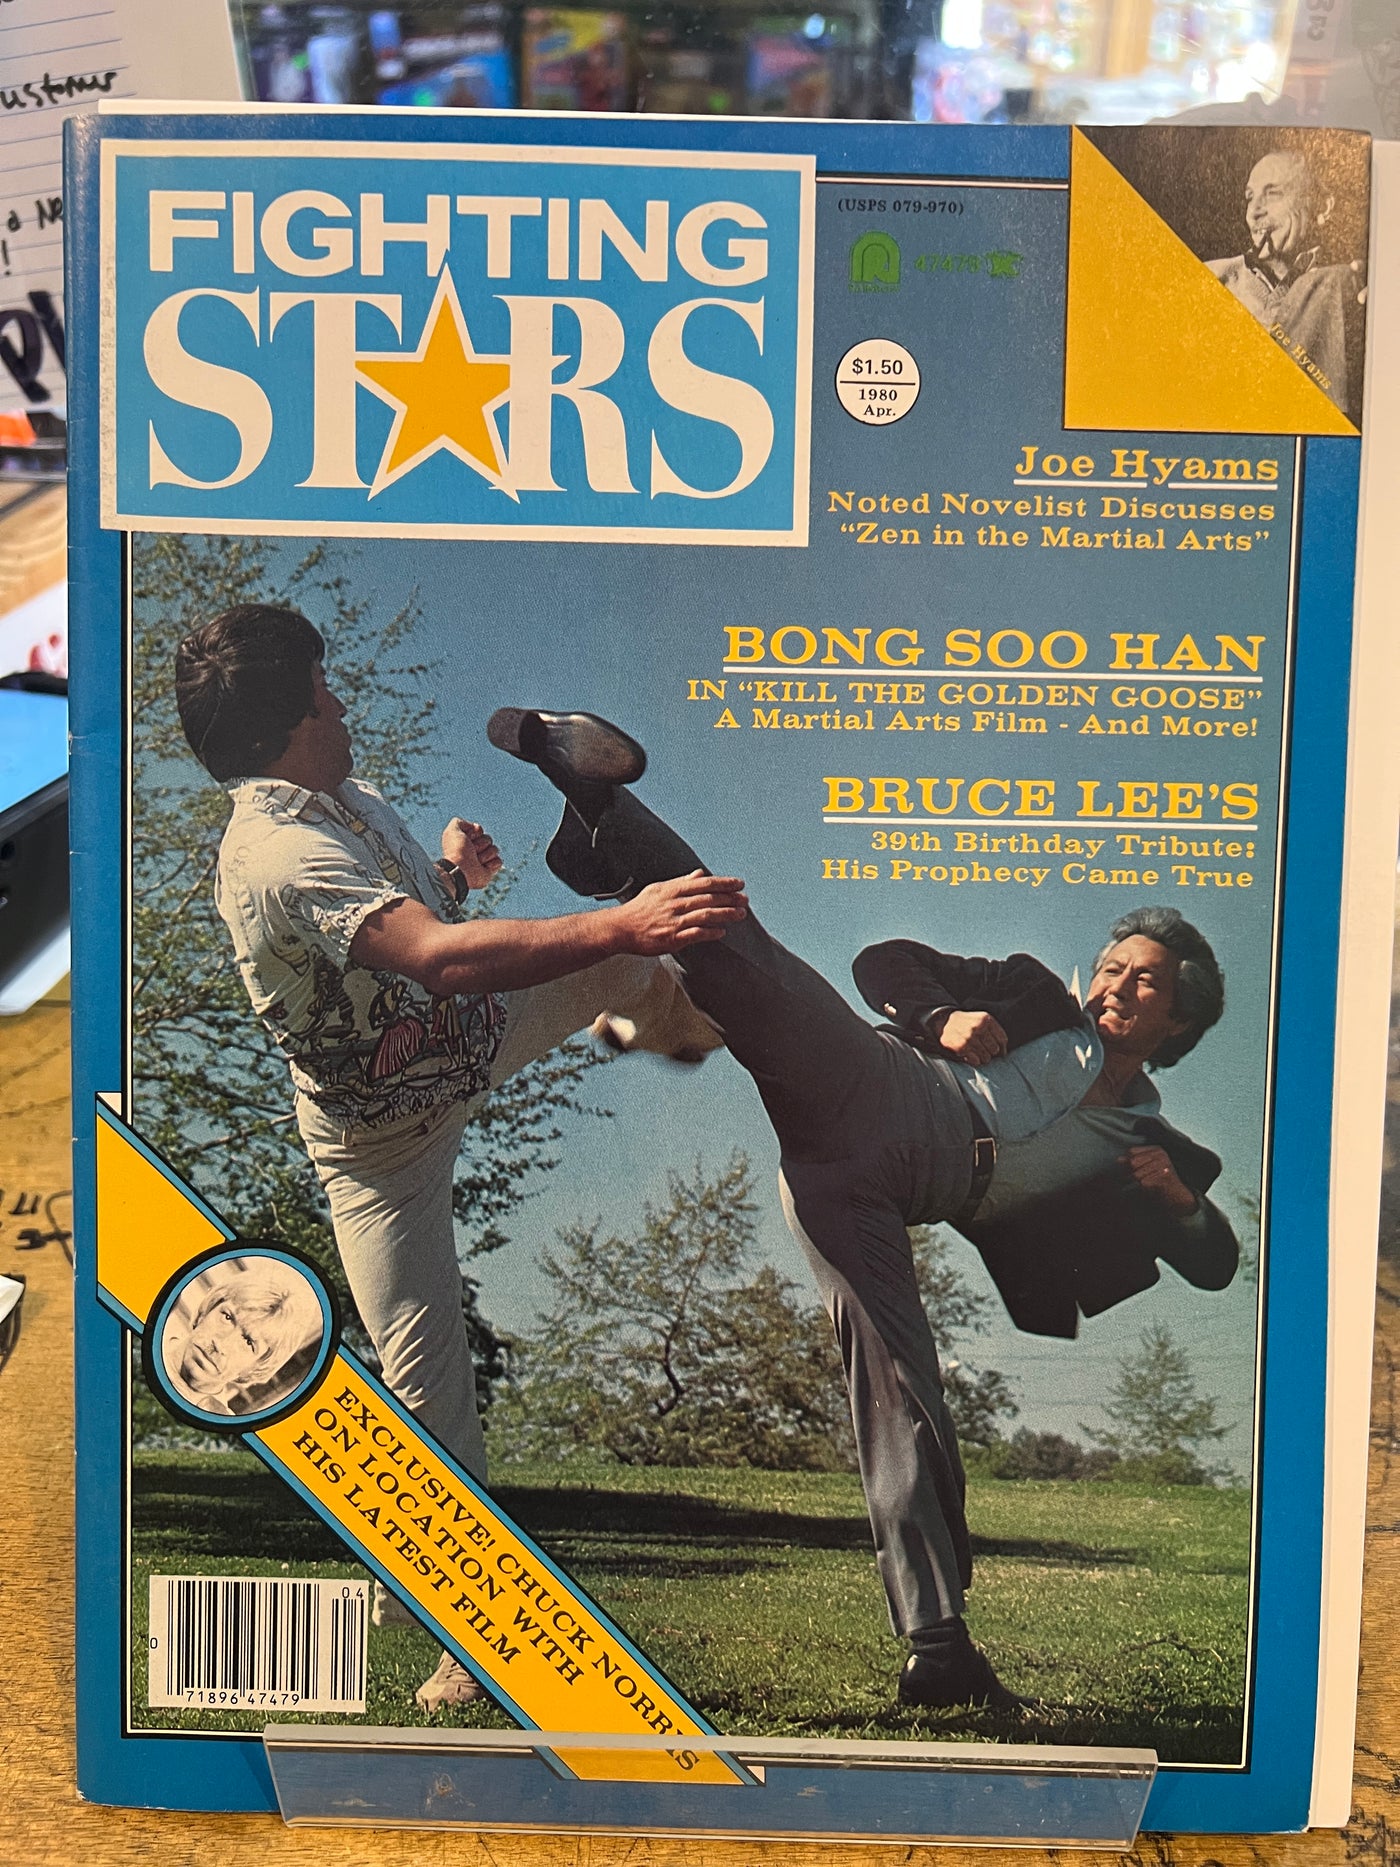 ustomer
FIGHTING
STARS
(USPS 079-970)
47479
$1.50
1980
Apr.
Joe Hyams
Joe Hyams
Noted Novelist Discusses
"Zen in the Martial Arts"
BONG SOO HAN
IN "KILL THE GOLDEN GOOSE"
A Martial Arts Film - And More!
BRUCE LEE'S
39th Birthday Tribute:
His Prophecy Came True
EXCLUSIVE! CHUCK NORRIS
ON LOCATION WITH
HIS LATEST FILM
04
0
71896 47479